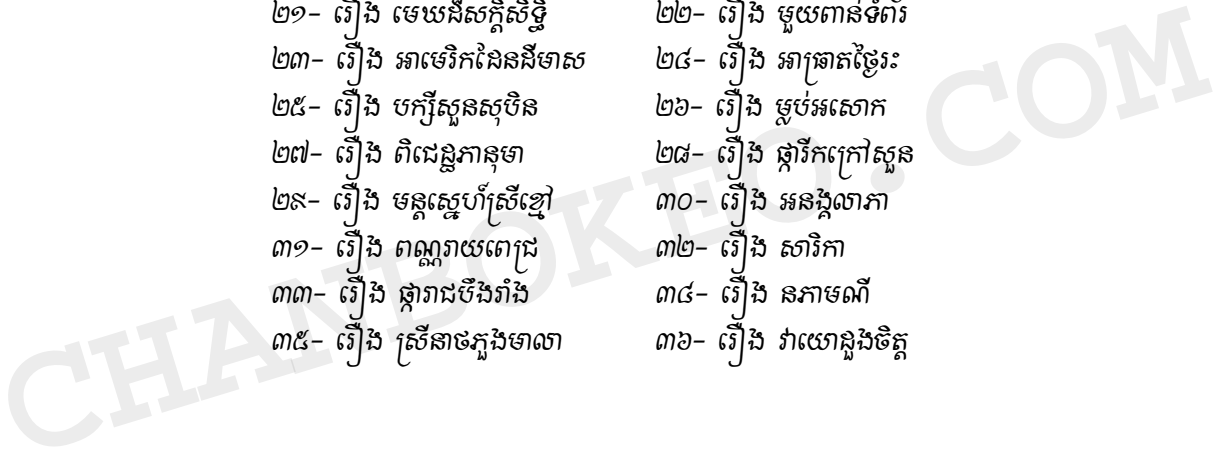 ២១- រឿង មេឃដ៏សក្តិសិទ្ធិ ២២- រឿង មួយពាន់ទំព័រ
២៣- រឿង អាមេរិកដែនដីមាស ២៤- រឿង អាធ្រាតថ្ងៃរះ
២៥- រឿង បក្សីសួនសុបិន ២៦- រឿង ម្លប់អសោក
២៧- រឿង ពិជេដ្ឋភានុមា ២៨- រឿង ផ្ការីកក្រៅសួន
២៩- រឿង មន្តស្នេហ៍ស្រីខ្មៅ ៣០- រឿង អនង្គលាភា
៣១- រឿង ពណ្ណរាយពេជ្រ ៣២- រឿង សារិកា
៣៣- រឿង ផ្ការាជបឹងរាំង ៣៤- រឿង នភាមណី
៣៥- រឿង ស្រីនាថភួងមាលា ៣៦- រឿង វ៉ាយោដួងចិត្ត
CHANBOKEO.COM